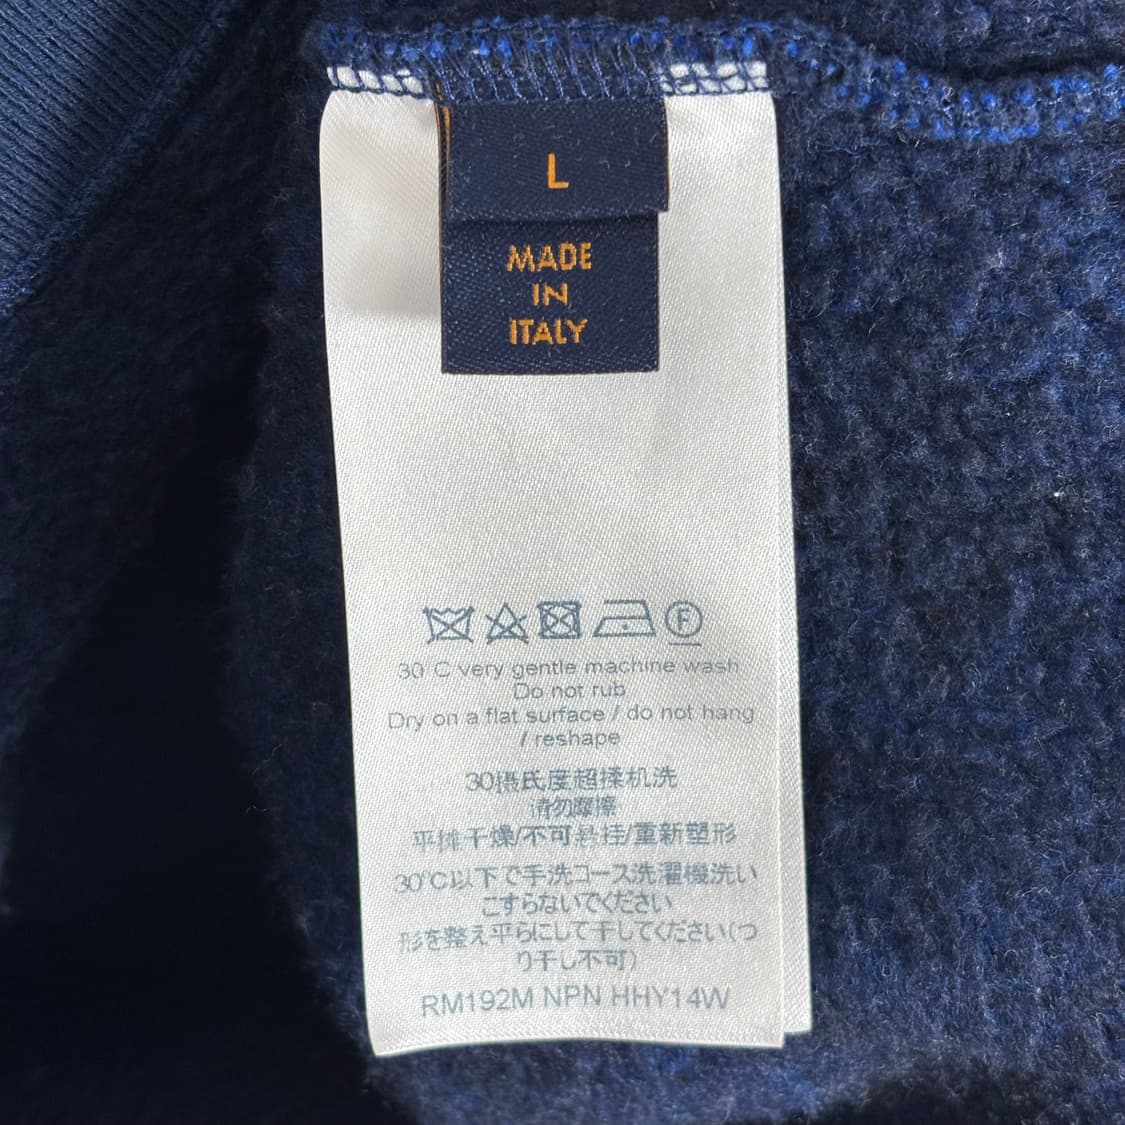 L
MADE
IN
ITALY
F
30°C very gentle machine wash
Do not rub
Dry on a flat surface / do not hang
/ reshape
30摄氏度超揉机洗
请勿摩擦
平摊干燥/不可悬挂/重新塑形
30°C以下で手洗コース洗濯機洗い
こすらないでください
形を整え平らにして干してください(つ
り干し不可)
RM192M NPN HHY14W